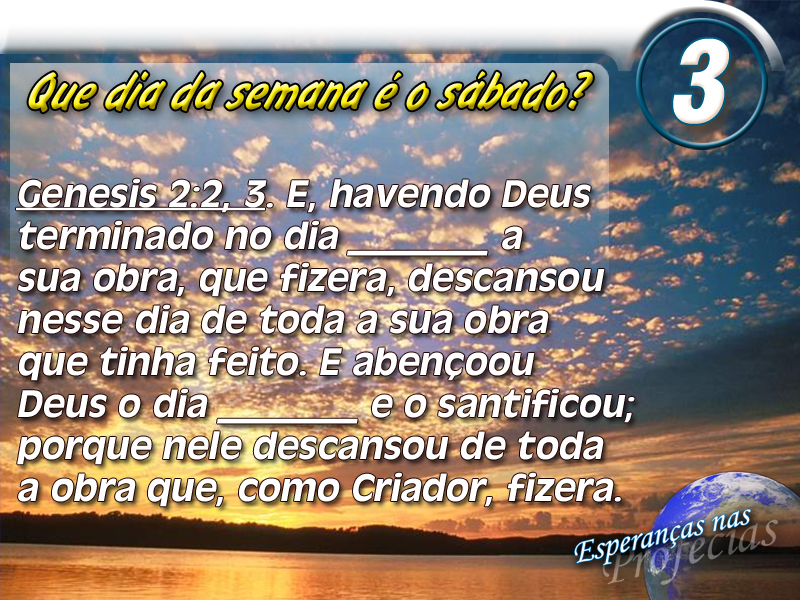 3
Que dia da semana é o sábado?
Genesis 2:2, 3. E, havendo Deus
terminado no dia _______ a
sua obra, que fizera, descansou
nesse dia de toda a sua obra
que tinha feito. E abençoou
Deus o dia _______ e o santificou;
porque nele descansou de toda
a obra que, como Criador, fizera.
Esperanças nas
Profecias